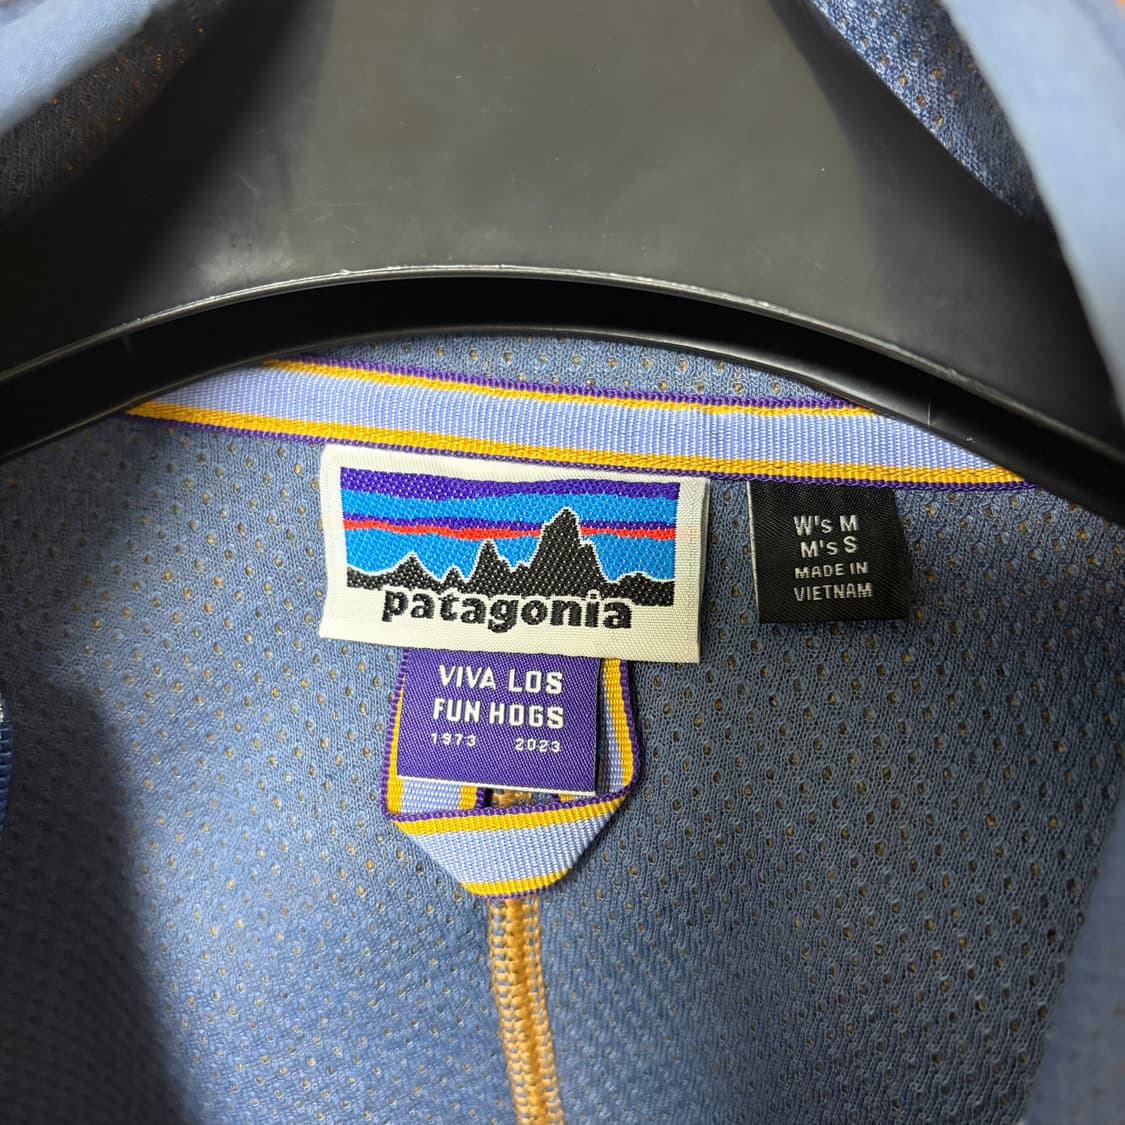 patagonia
VIVA LOS
FUN HOGS
1973 2023
W's M
M's S
MADE IN
VIETNAM